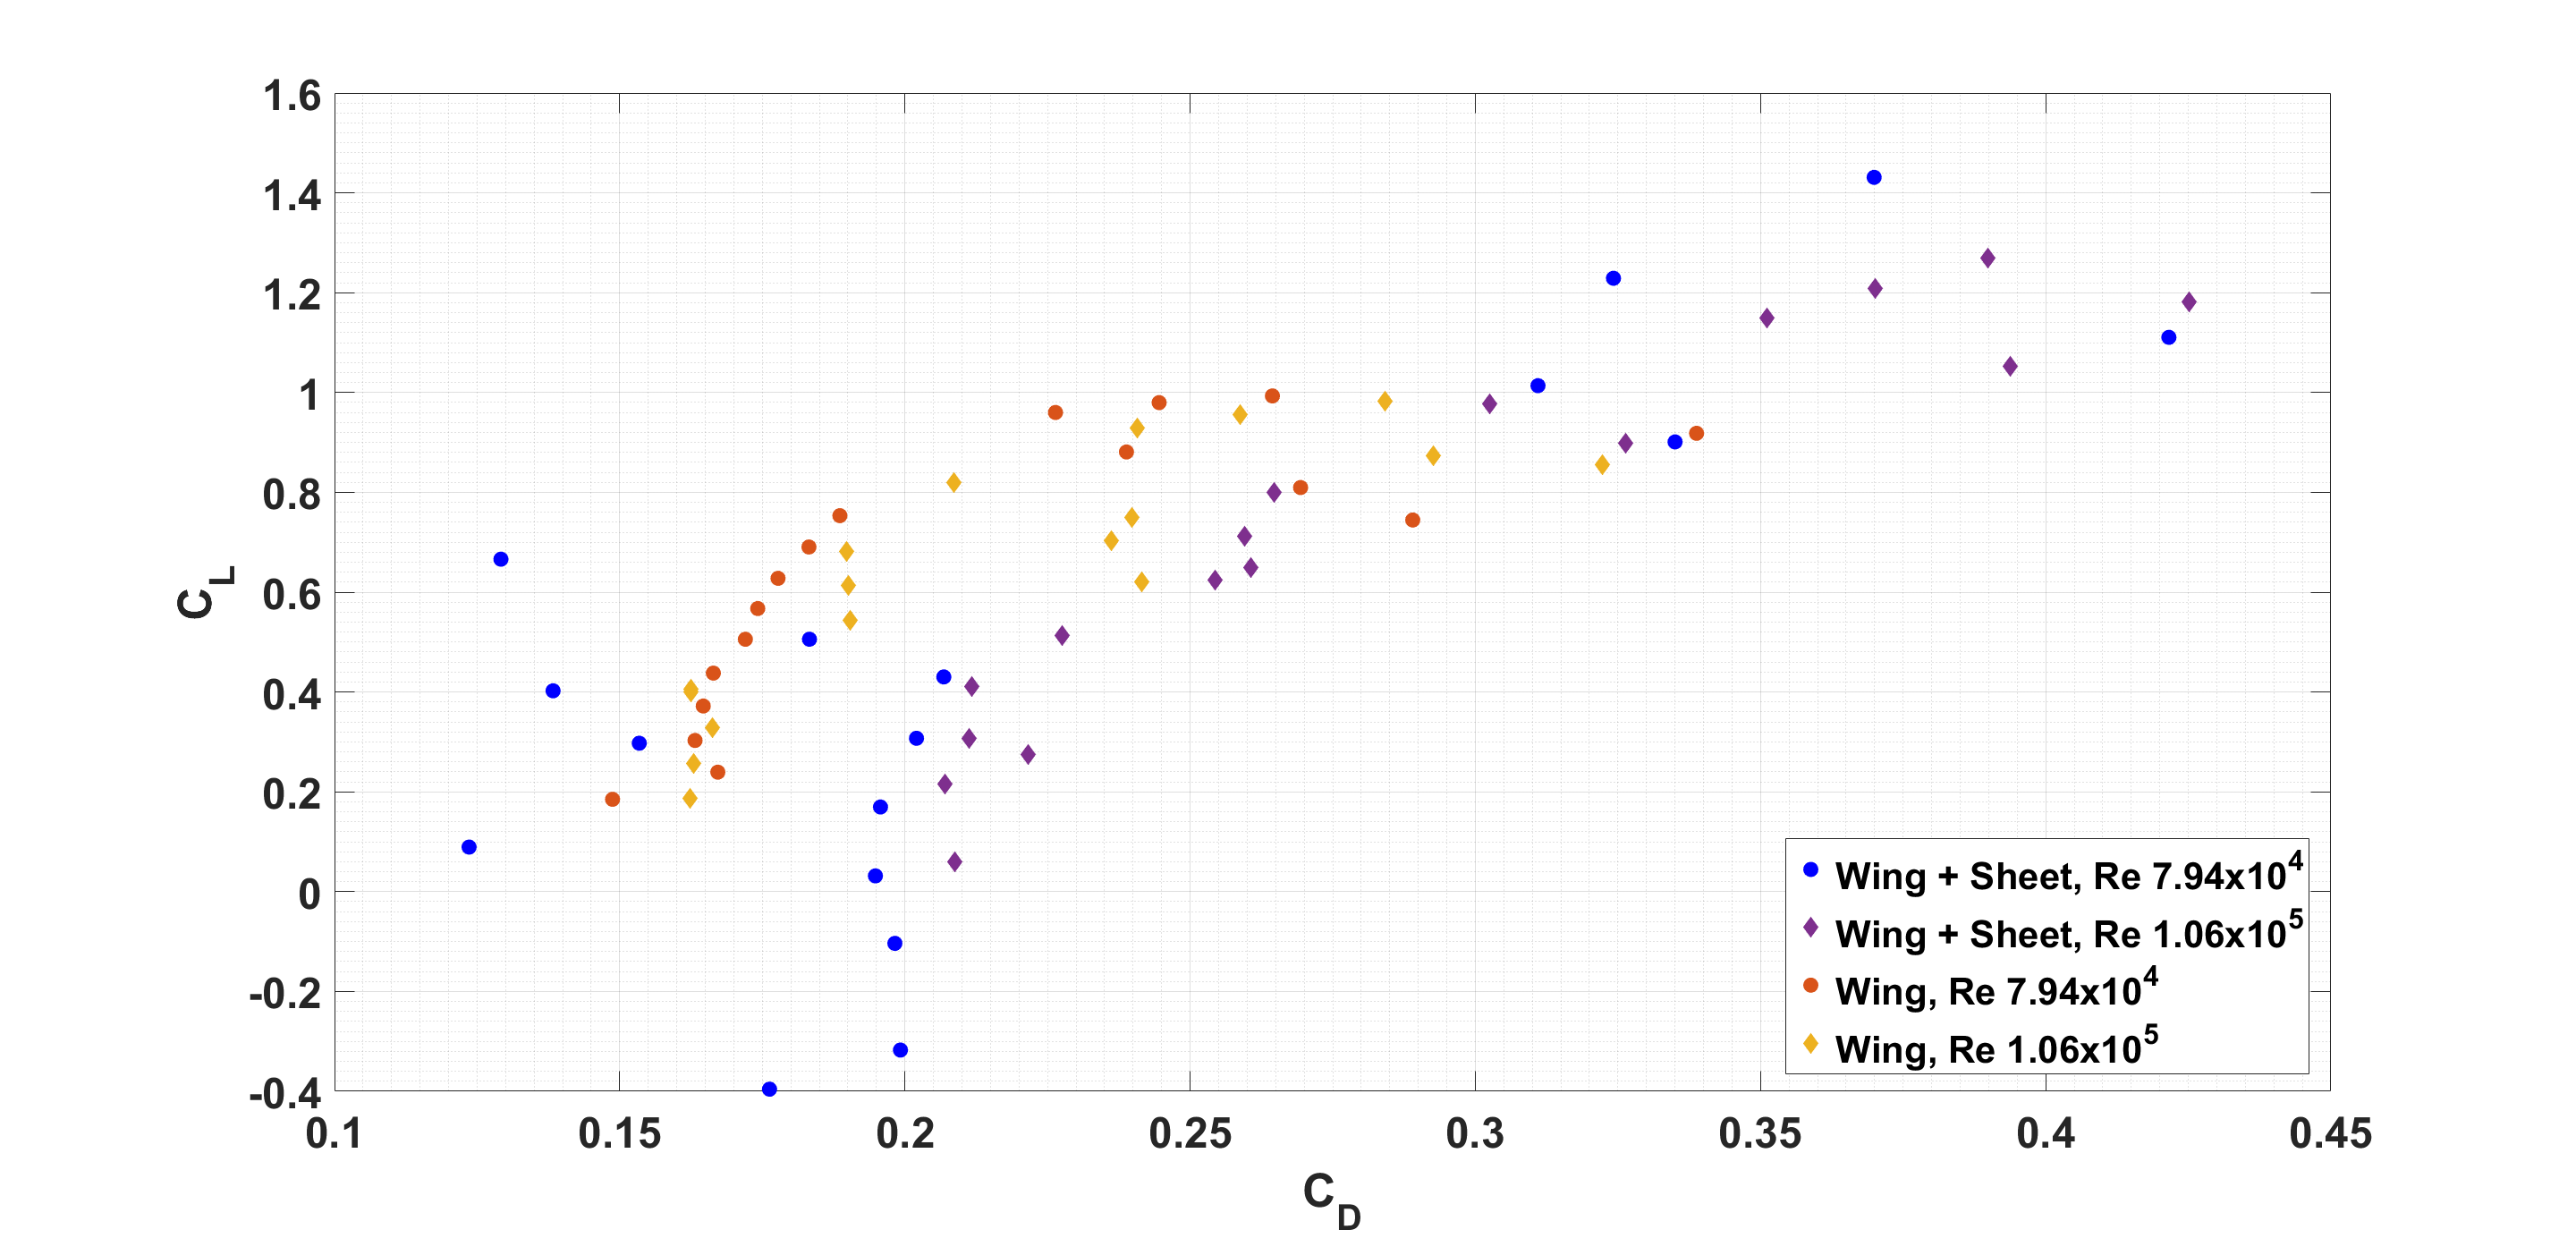 1.6
1.4
1.2
1
0.8
0.6
0.4
0.2
0
-0.2
-0.4
C_L
0.1 0.15 0.2 0.25 0.3 0.35 0.4 0.45
C_D
Wing + Sheet, Re 7.94x10^4
Wing + Sheet, Re 1.06x10^5
Wing, Re 7.94x10^4
Wing, Re 1.06x10^5